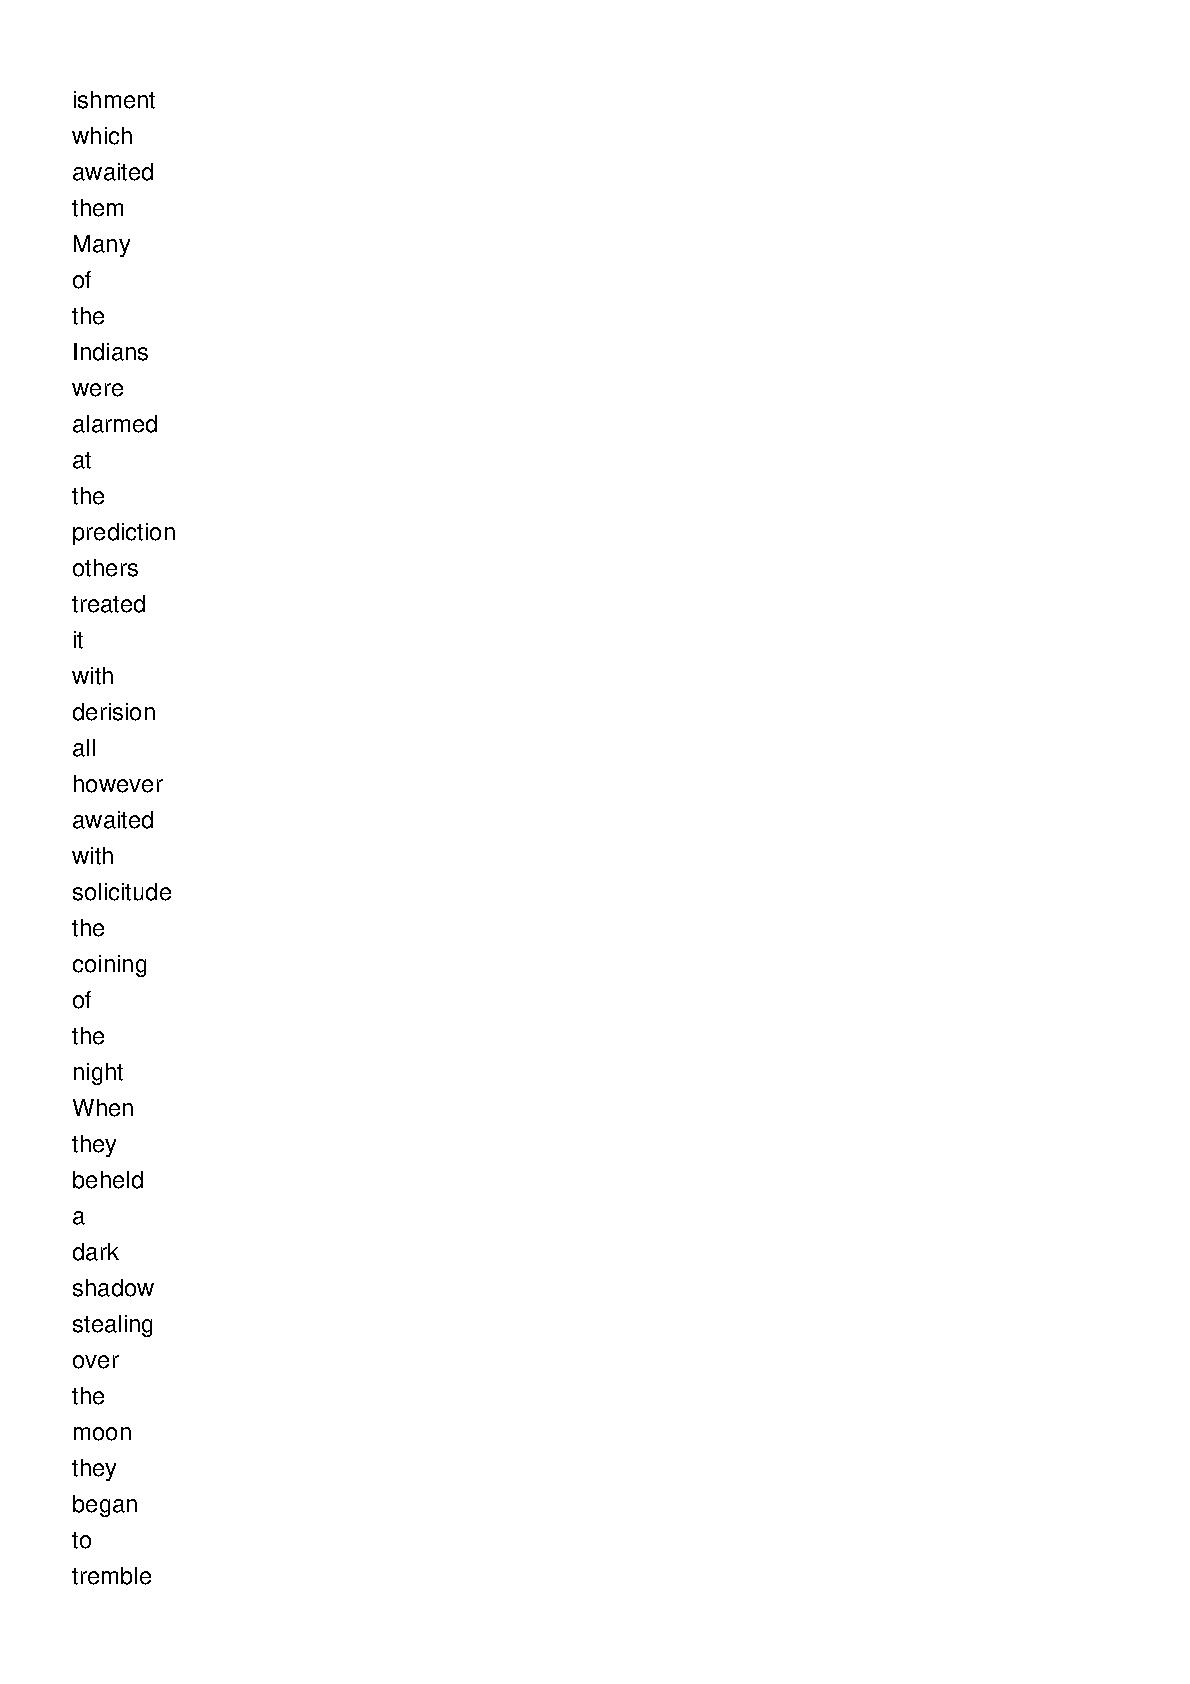 ishment
which
awaited
them
Many
of
the
Indians
were
alarmed
at
the
prediction
others
treated
it
with
derision
all
however
awaited
with
solicitude
the
coining
of
the
night
When
they
beheld
a
dark
shadow
stealing
over
the
moon
they
began
to
tremble